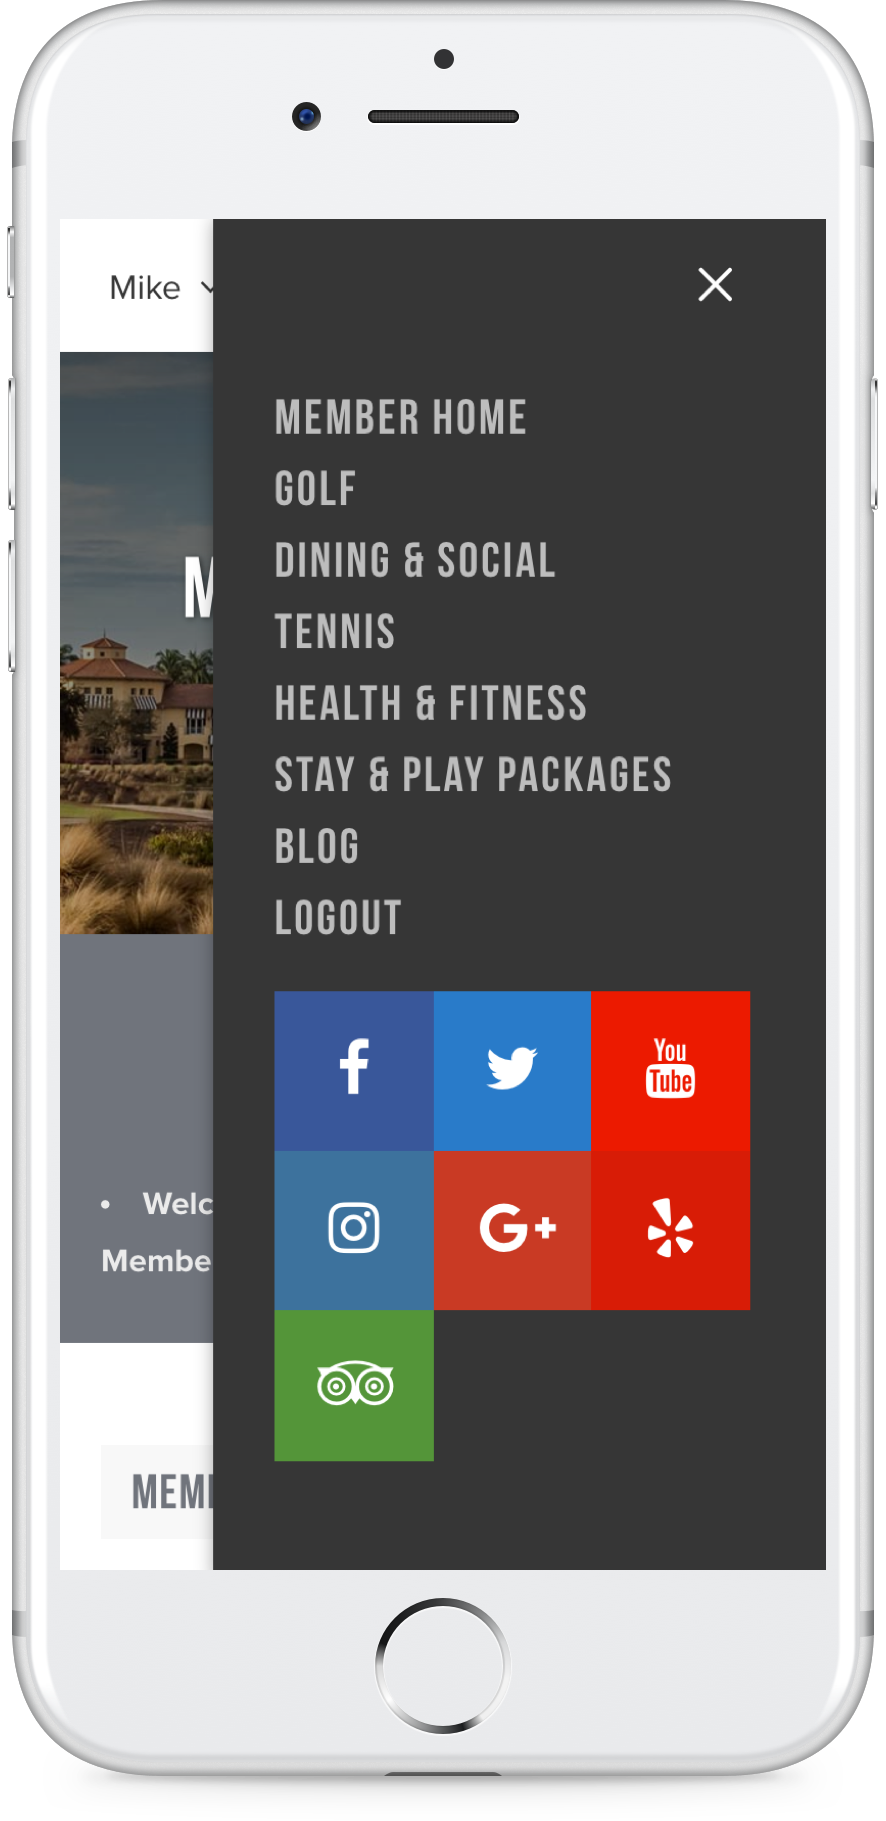 Mike
MEMBER HOME
GOLF
DINING & SOCIAL
TENNIS
HEALTH & FITNESS
STAY & PLAY PACKAGES
BLOG
LOGOUT
M
f
You
Tube
G+
• Welc
Membe
MEM